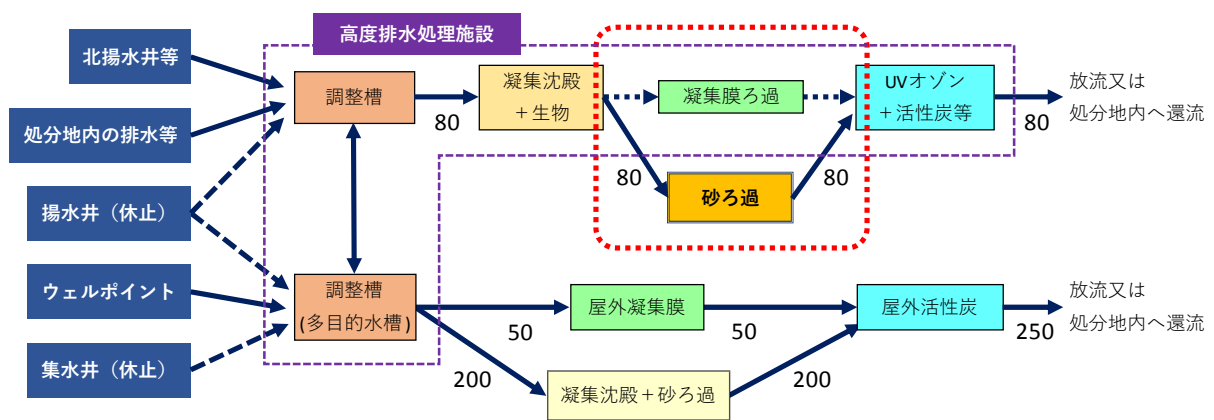 高度排水処理施設
北揚水井等
処分地内の排水等
揚水井（休止）
ウェルポイント
集水井（休止）
調整槽
80
凝集沈殿
＋生物
凝集膜ろ過
UVオゾン
＋活性炭等
80
放流又は
処分地内へ還流
80
砂ろ過
80
調整槽
(多目的水槽)
50
屋外凝集膜
50
屋外活性炭
250
放流又は
処分地内へ還流
200
凝集沈殿＋砂ろ過
200